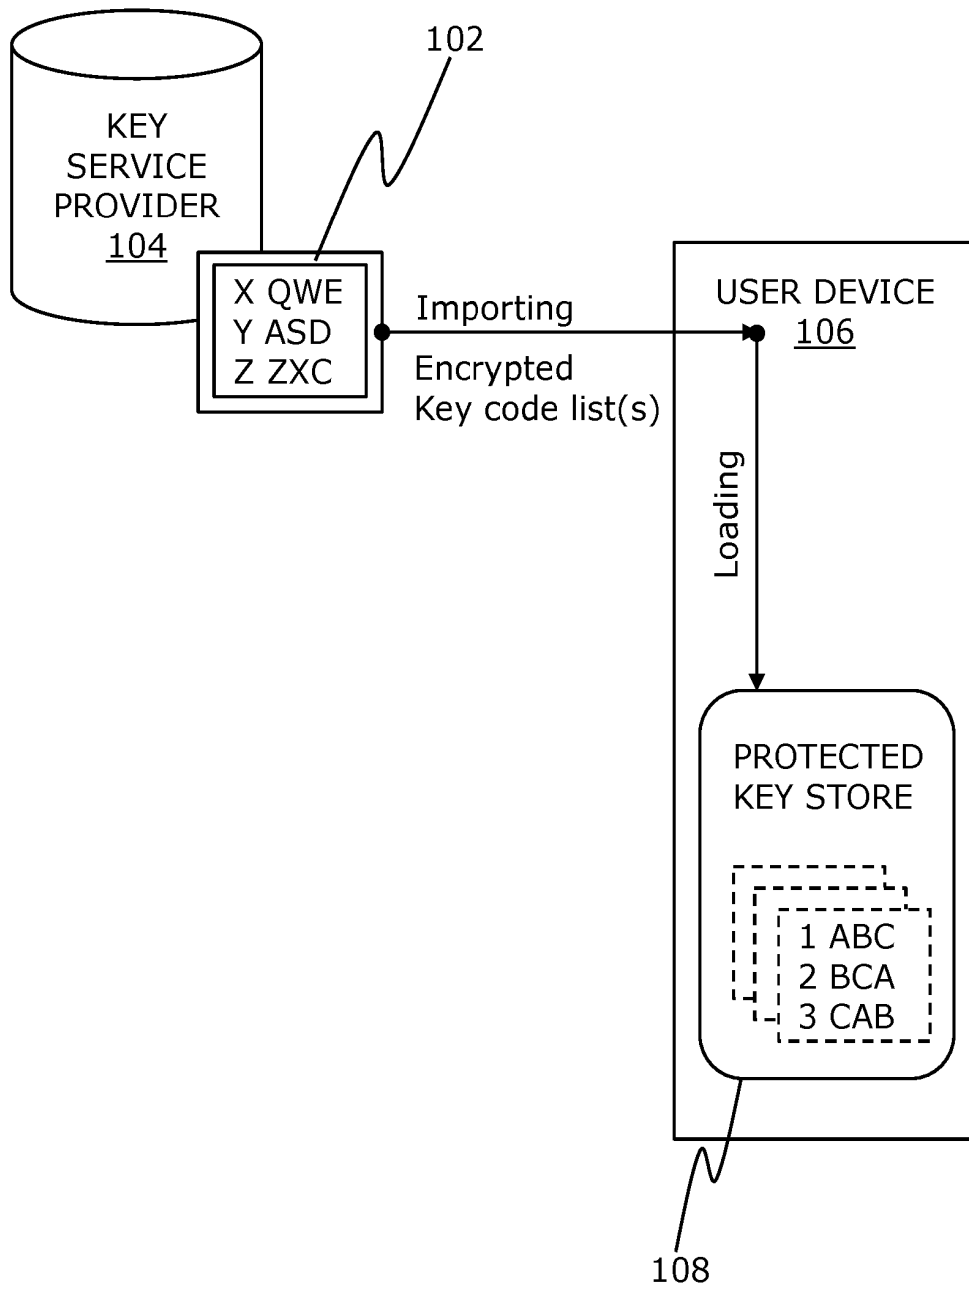 102
KEY
SERVICE
PROVIDER
104
X QWE
Y ASD
Z ZXC
Importing
Encrypted
Key code list(s)
USER DEVICE
106
Loading
PROTECTED
KEY STORE
1 ABC
2 BCA
3 CAB
108